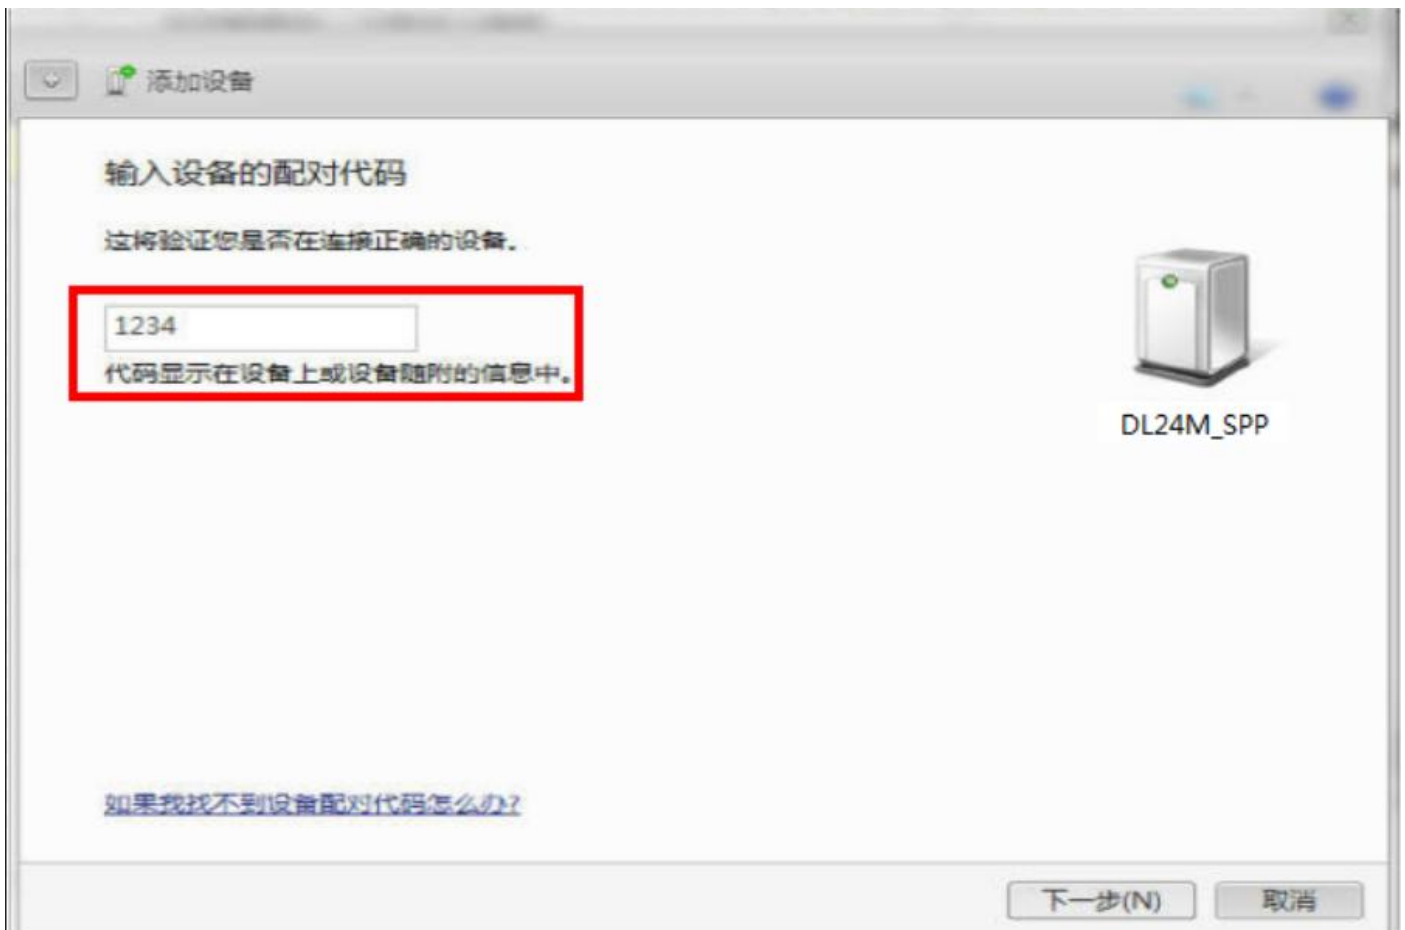 添加设备
输入设备的配对代码
这将验证您是否在连接正确的设备。
1234
代码显示在设备上或设备随附的信息中。
DL24M_SPP
如果我找不到设备配对代码怎么办?
下一步(N)
取消